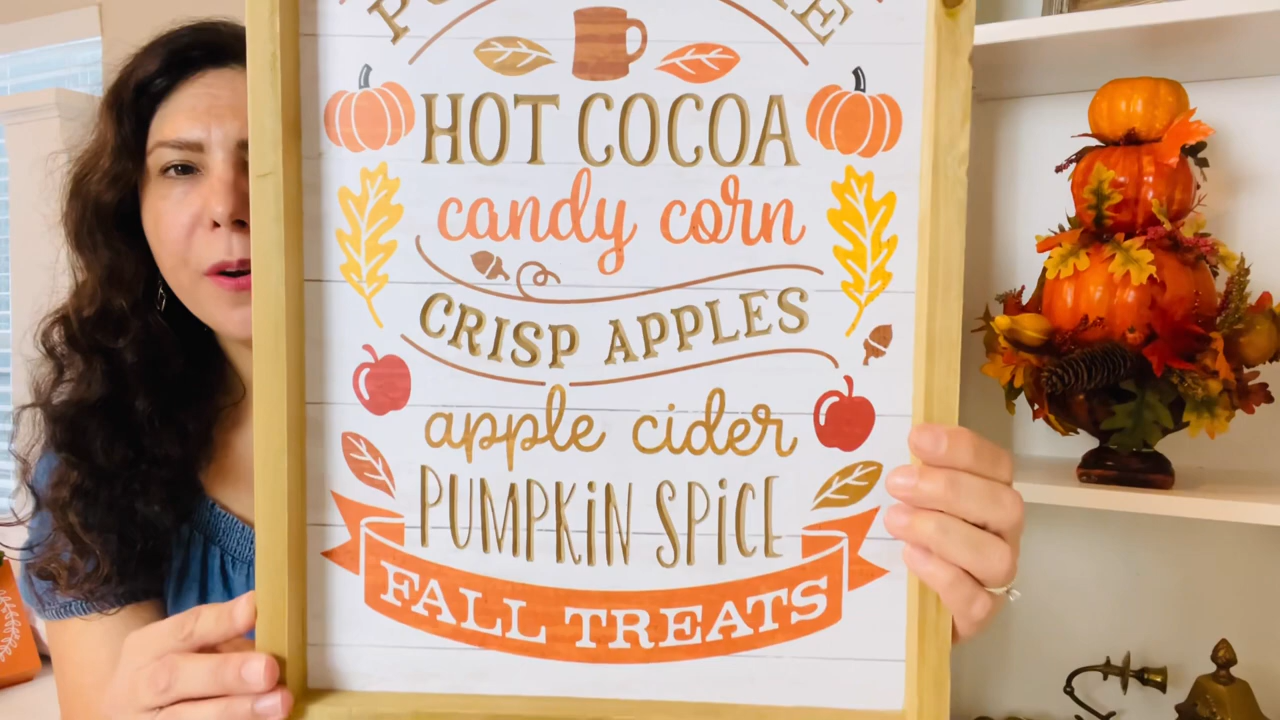 HOT COCOA
candy corn
CRISP APPLES
apple cider
PUMPKiN SPiCE
FALL TREATS